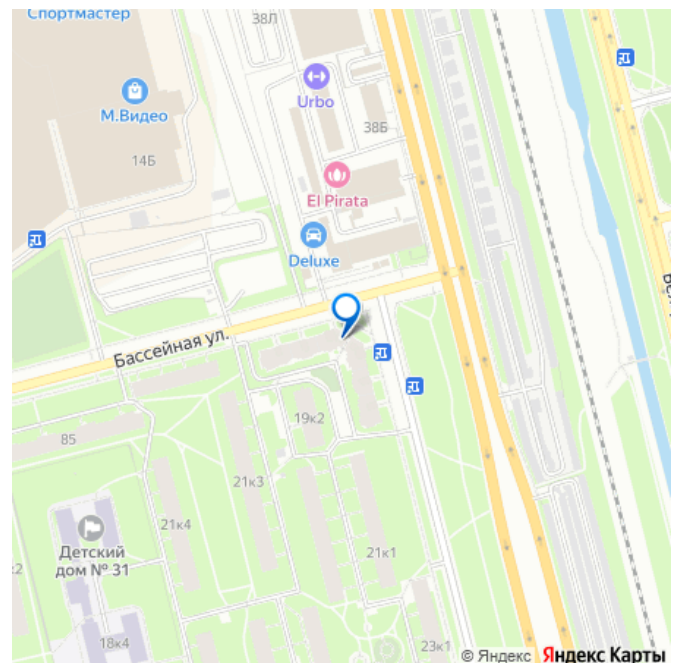 Спортмастер
38Л
М.Видео
Urbo
38Б
14Б
El Pirata
Deluxe
Бассейная ул.
19к2
85
21к3
21к4
Детский
дом № 31
21к1
18к4
23к1
© Яндекс Яндекс Карты